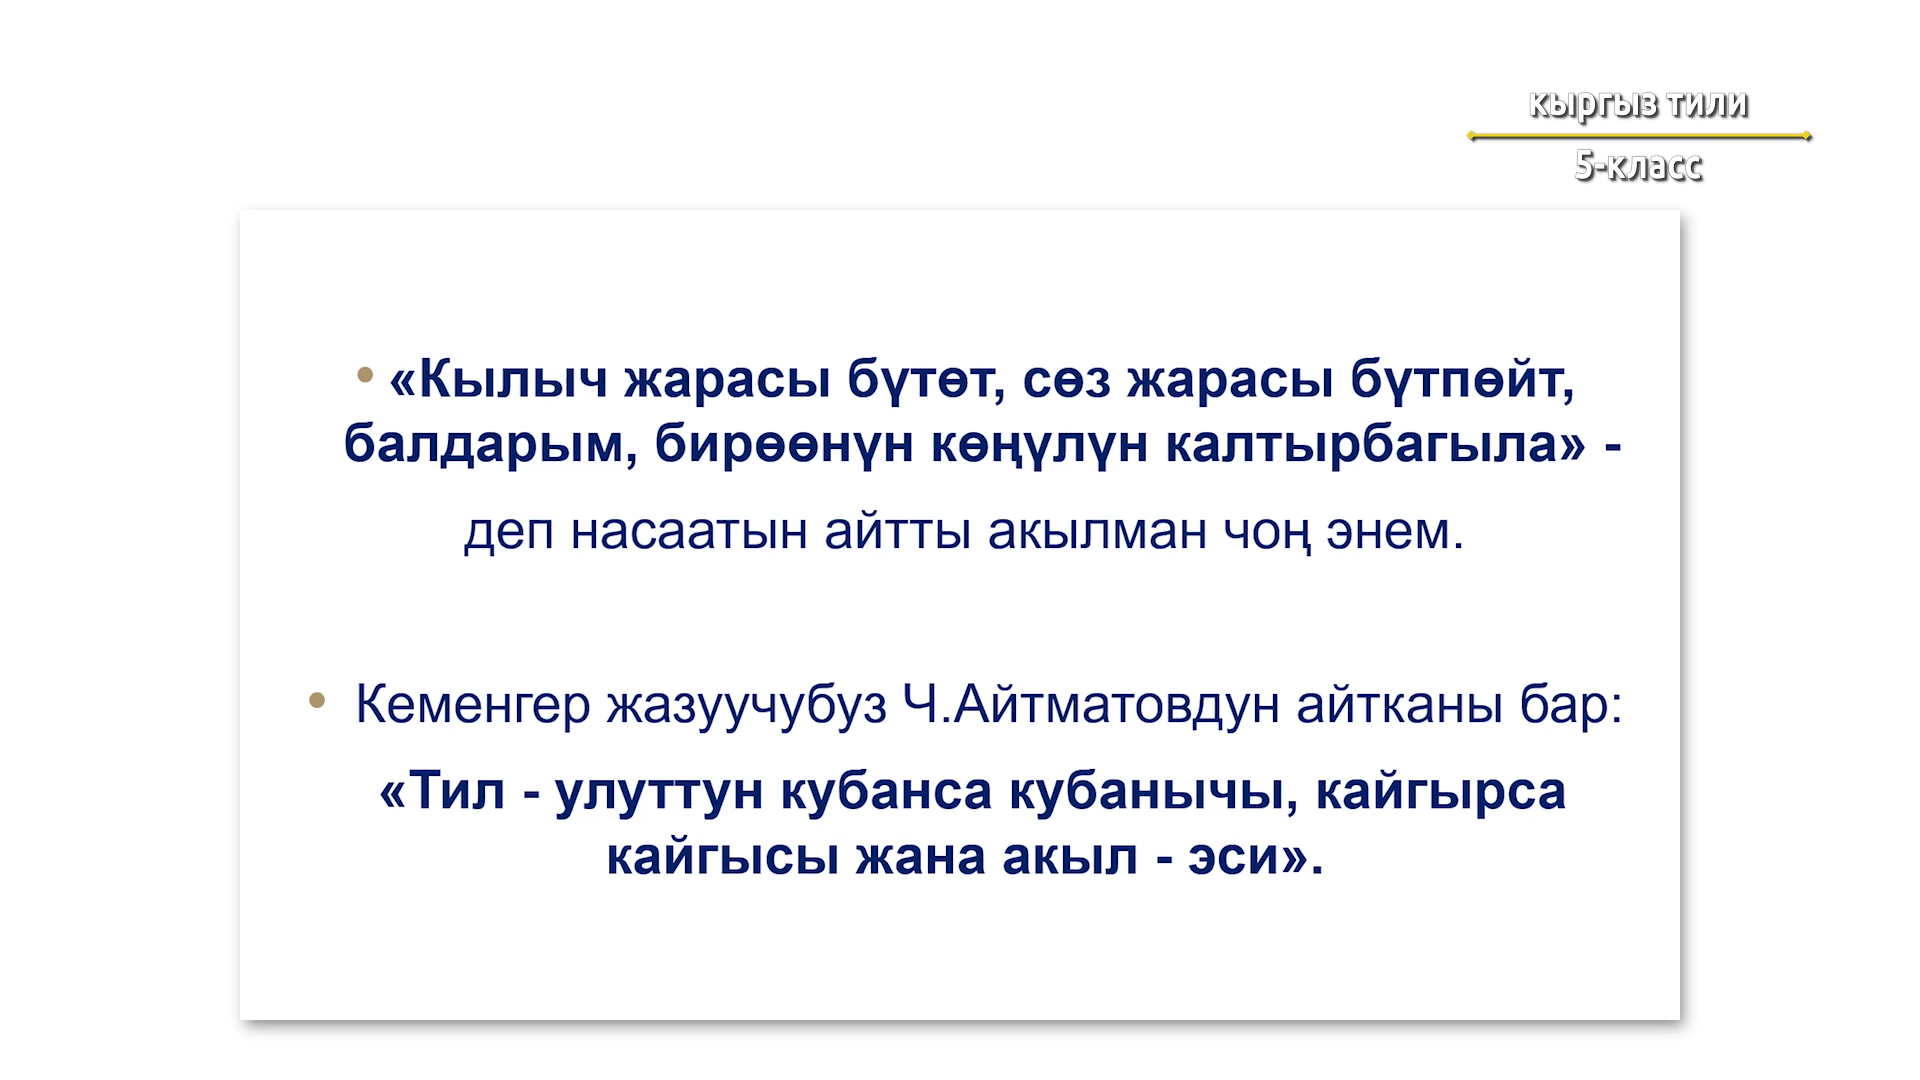 кыргыз тили
5-класс
• «Кылыч жарасы бүтөт, сөз жарасы бүтпөйт,
балдарым, бирөөнүн көңүлүн калтырбагыла» -
деп насаатын айтты акылман чоң энем.
• Кеменгер жазуучубуз Ч.Айтматовдун айтканы бар:
«Тил - улуттун кубанса кубанычы, кайгырса
кайгысы жана акыл - эси».